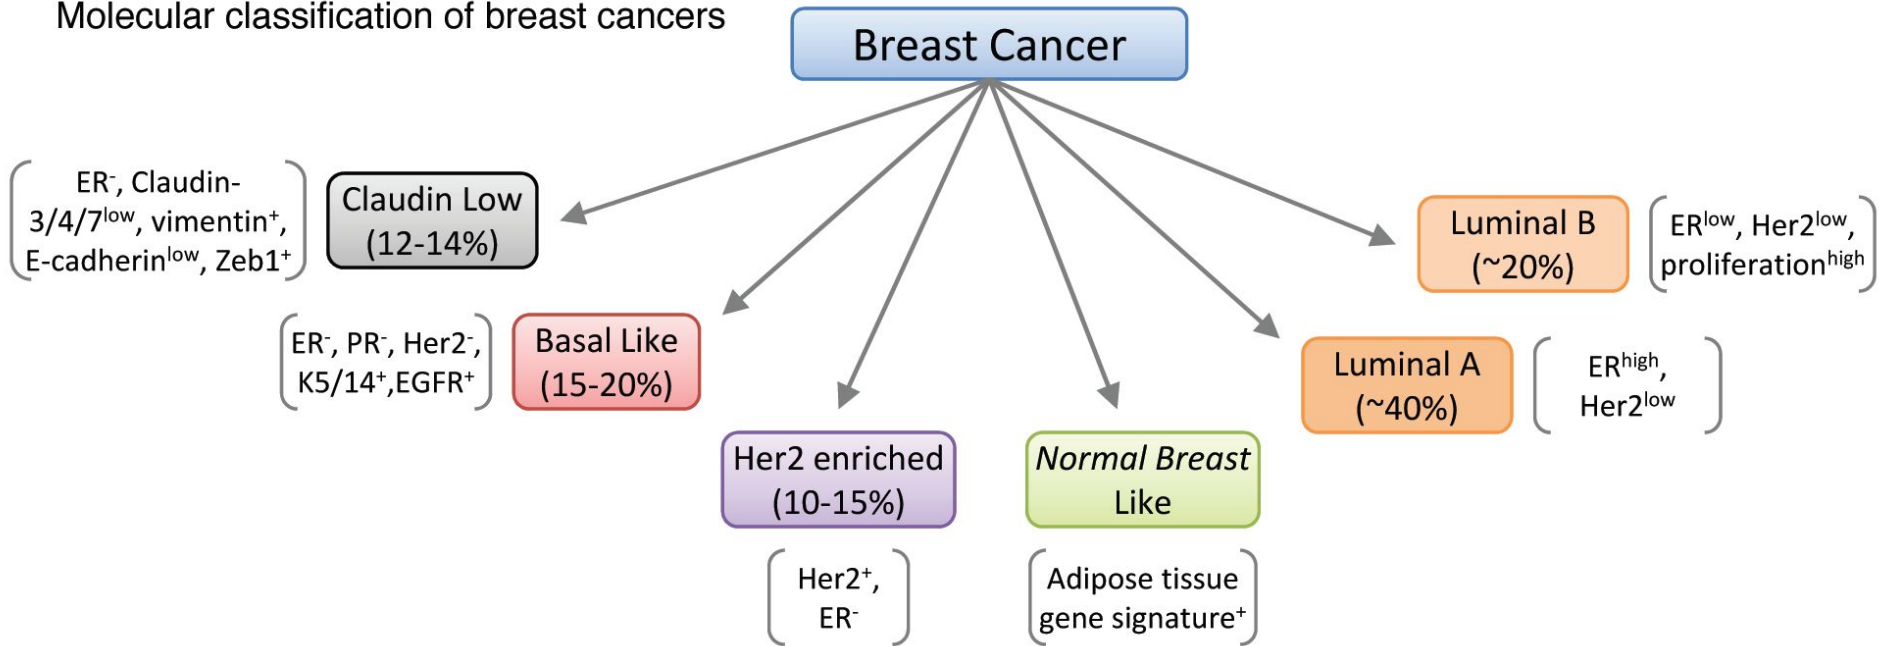 Molecular classification of breast cancers
Breast Cancer
ER⁻, Claudin-
3/4/7ˡᵒʷ, vimentin⁺,
E-cadherinˡᵒʷ, Zeb1⁺
Claudin Low
(12-14%)
ER⁻, PR⁻, Her2⁻,
K5/14⁺,EGFR⁺
Basal Like
(15-20%)
Her2 enriched
(10-15%)
Her2⁺,
ER⁻
Normal Breast
Like
Adipose tissue
gene signature⁺
Luminal A
(~40%)
ERʰⁱᵍʰ,
Her2ˡᵒʷ
Luminal B
(~20%)
ERˡᵒʷ, Her2ˡᵒʷ,
proliferationʰⁱᵍʰ